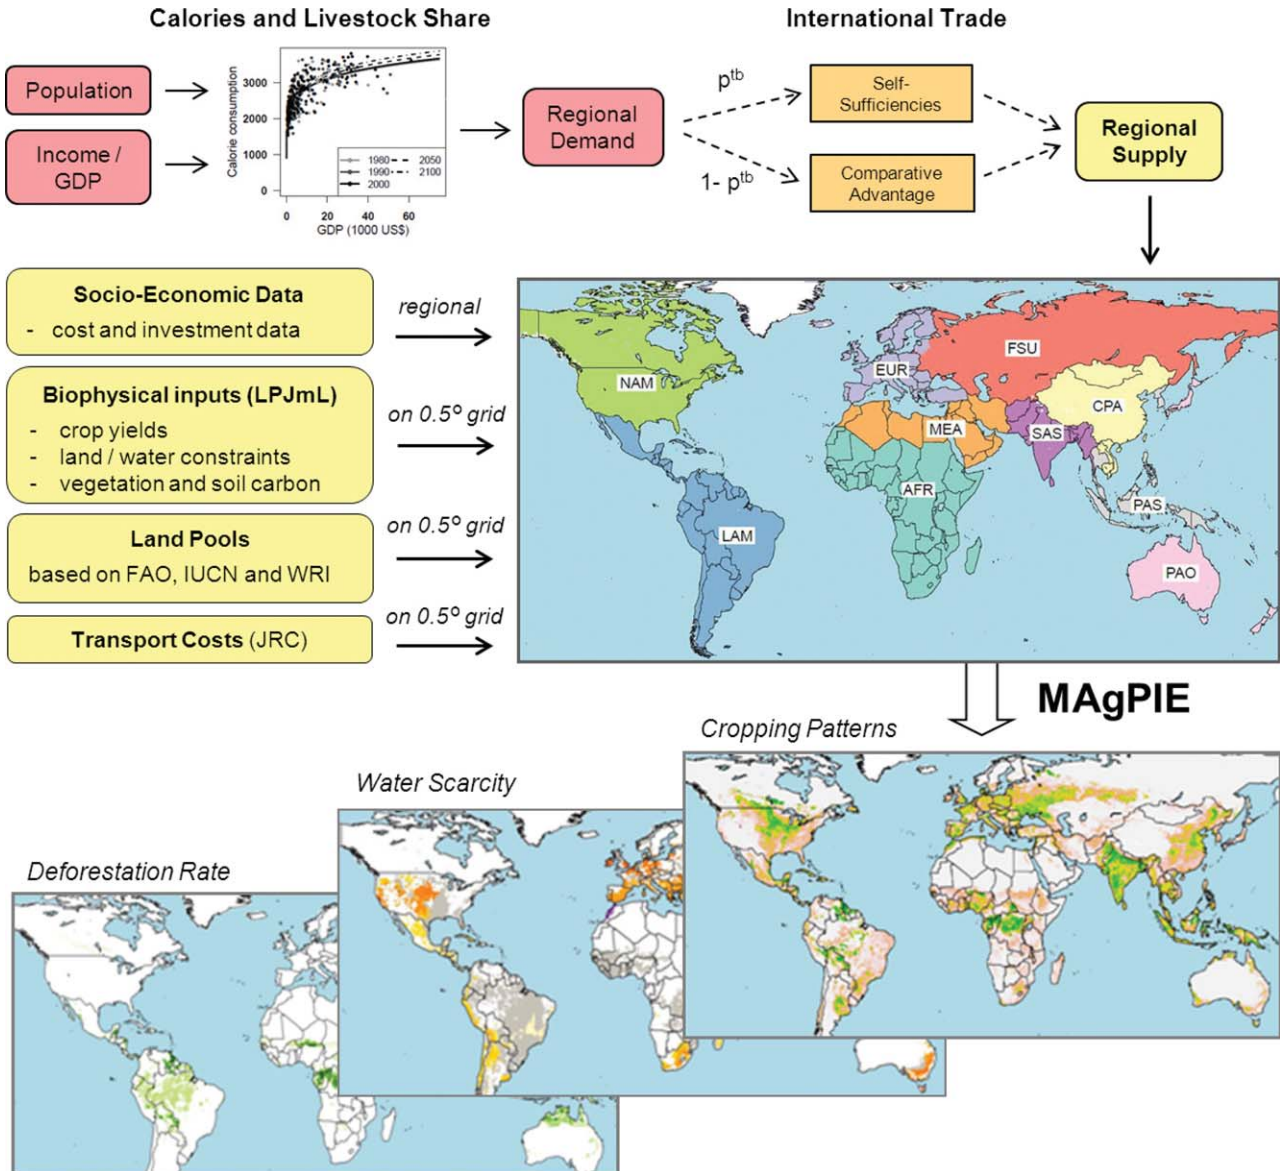 Calories and Livestock Share
International Trade
Population
Income /
GDP
Calorie consumption
3000
2000
1000
0
1980
1990
2000
2050
2100
0 20 40 60
GDP (1000 US$)
Regional
Demand
p^tb
1- p^tb
Self-
Sufficiencies
Comparative
Advantage
Regional
Supply
Socio-Economic Data
- cost and investment data
regional
Biophysical inputs (LPJmL)
- crop yields
- land / water constraints
- vegetation and soil carbon
on 0.5° grid
Land Pools
based on FAO, IUCN and WRI
on 0.5° grid
Transport Costs (JRC)
on 0.5° grid
NAM
EUR
FSU
CPA
MEA
SAS
AFR
PAS
LAM
PAO
MAgPIE
Cropping Patterns
Water Scarcity
Deforestation Rate